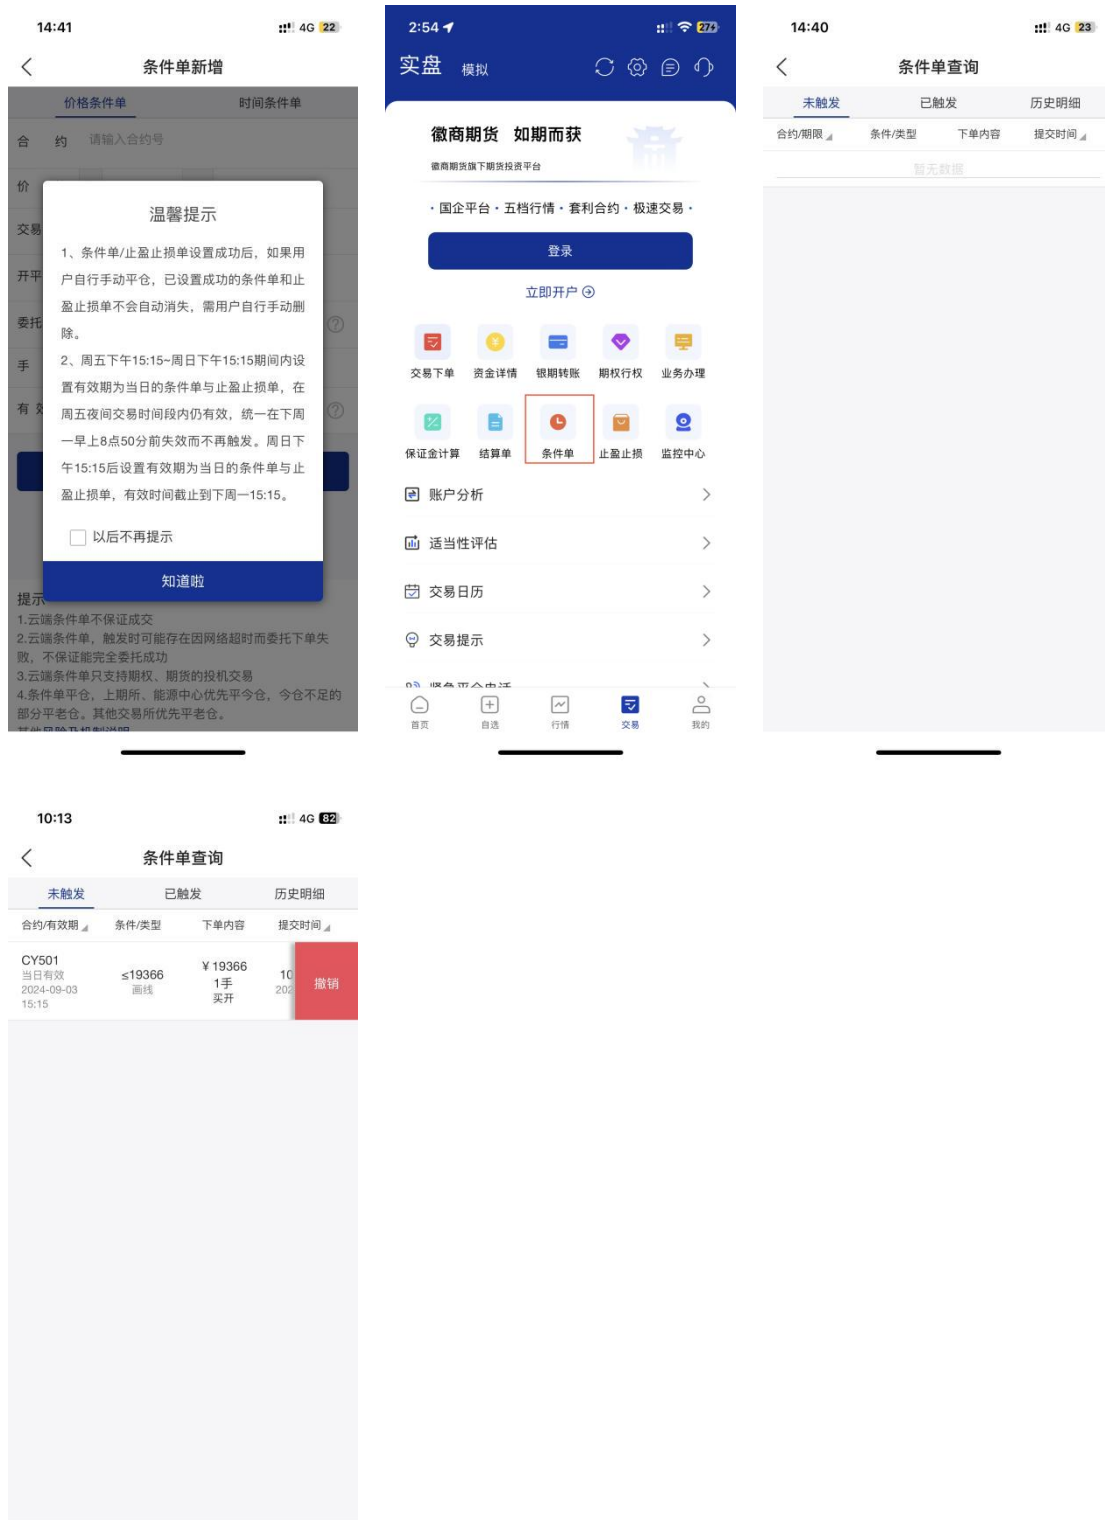 14:41
4G 22
条件单新增
价格条件单
时间条件单
合 约 请输入合约号
价
交易
开平
委托
手
有 效
温馨提示
1、条件单/止盈止损单设置成功后，如果用
户自行手动平仓，已设置成功的条件单和止
盈止损单不会自动消失，需用户自行手动删
除。
2、周五下午15:15~周日下午15:15期间内设
置有效期为当日的条件单与止盈止损单，在
周五夜间交易时间段内仍有效，统一在下周
一早上8点50分前失效而不再触发。周日下
午15:15后设置有效期为当日的条件单与止
盈止损单，有效时间截止到下周一15:15。
以后不再提示
知道啦
提示
1.云端条件单不保证成交
2.云端条件单，触发时可能存在因网络超时而委托下单失
败，不保证能完全委托成功
3.云端条件单只支持期权、期货的投机交易
4.条件单平仓，上期所、能源中心优先平今仓，今仓不足的
部分平老仓。其他交易所优先平老仓。
其他风险及机制说明
2:54
27
实盘 模拟
徽商期货 如期而获
徽商期货旗下期货投资平台
·国企平台·五档行情·套利合约·极速交易·
登录
立即开户
交易下单 资金详情 银期转账 期权行权 业务办理
保证金计算 结算单 条件单 止盈止损 监控中心
账户分析
适当性评估
交易日历
交易提示
紧急平仓电话
首页 自选 行情 交易 我的
14:40
4G 23
条件单查询
未触发 已触发 历史明细
合约/期限 条件/类型 下单内容 提交时间
暂无数据
10:13
4G 82
条件单查询
未触发 已触发 历史明细
合约/有效期 条件/类型 下单内容 提交时间
CY501
当日有效
2024-09-03
15:15
≤19366
画线
¥19366
1手
买开
10
202
撤销